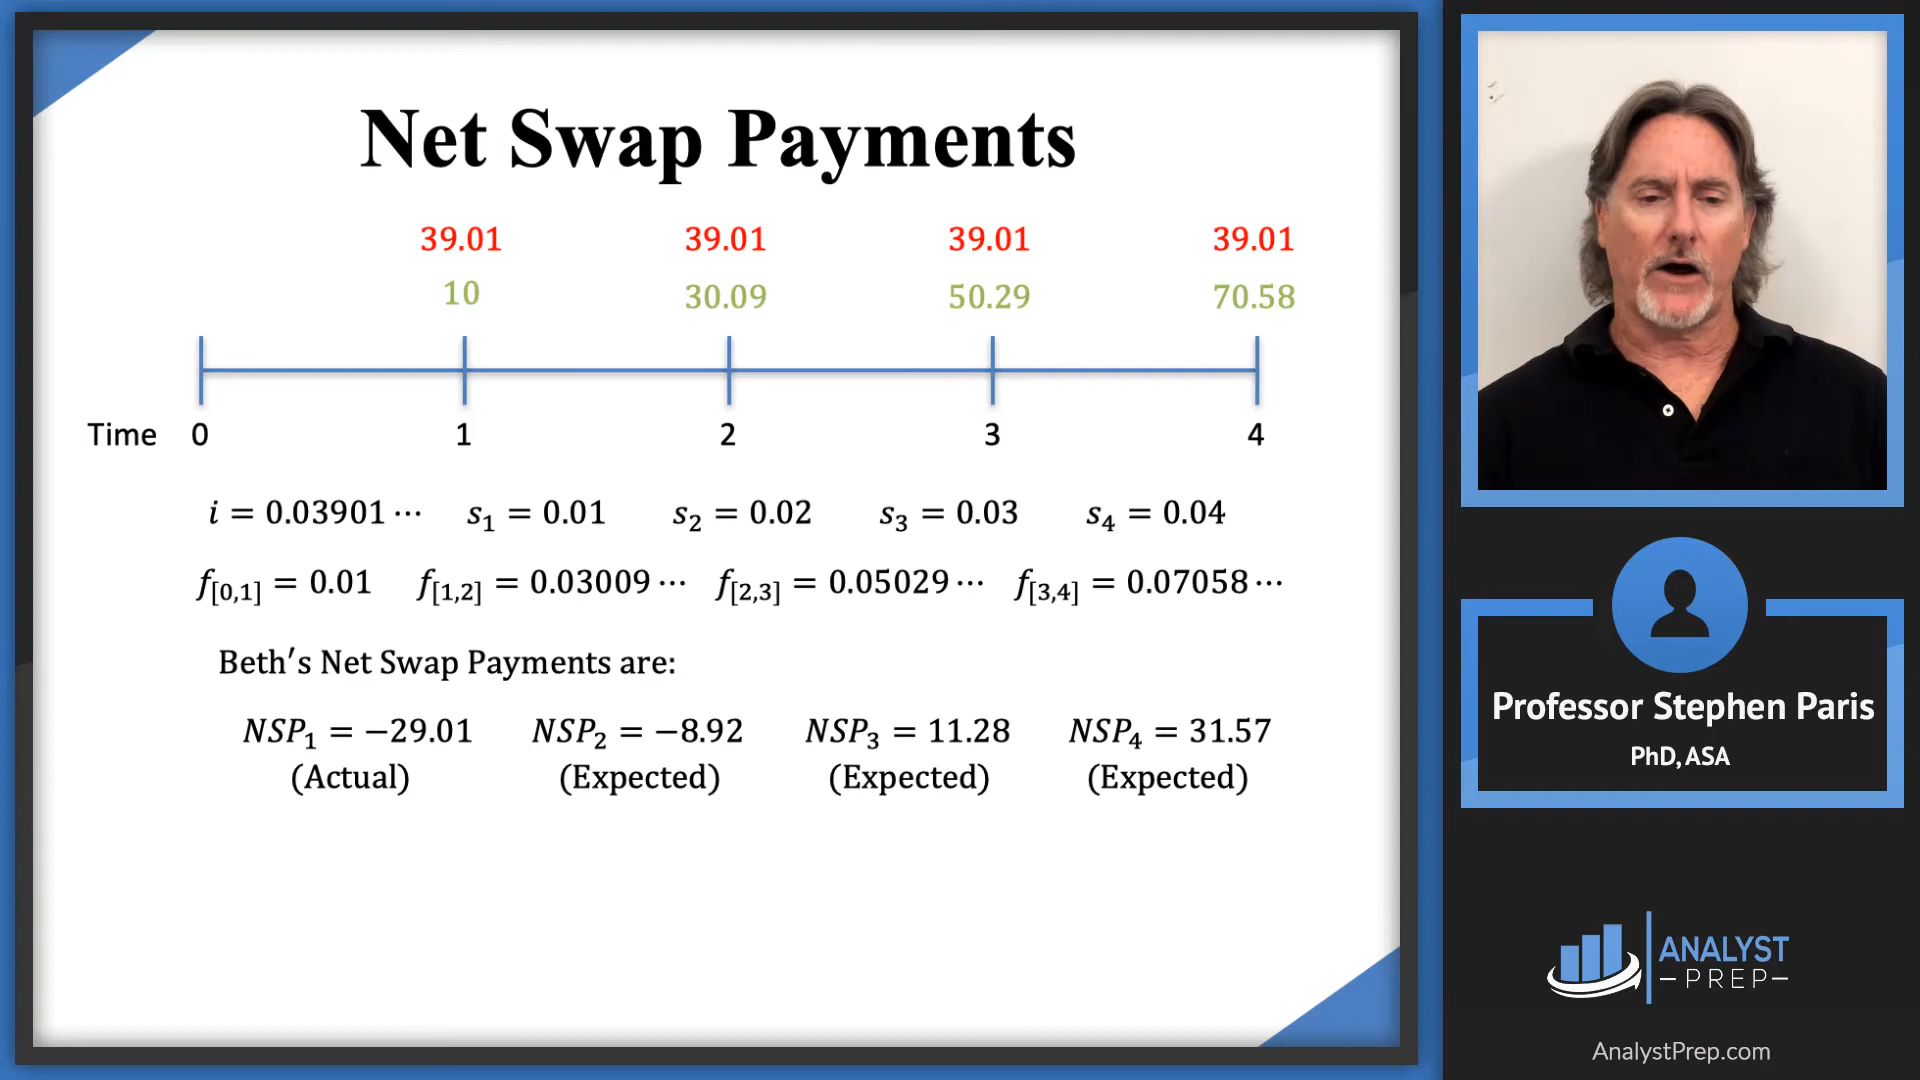 Net Swap Payments
39.01 39.01 39.01 39.01
10 30.09 50.29 70.58
Time 0 1 2 3 4
i = 0.03901 ⋯ s₁ = 0.01 s₂ = 0.02 s₃ = 0.03 s₄ = 0.04
f[0,1] = 0.01 f[1,2] = 0.03009 ⋯ f[2,3] = 0.05029 ⋯ f[3,4] = 0.07058 ⋯
Beth′s Net Swap Payments are:
NSP₁ = −29.01 NSP₂ = −8.92 NSP₃ = 11.28 NSP₄ = 31.57
(Actual) (Expected) (Expected) (Expected)
Professor Stephen Paris
PhD, ASA
ANALYST
PREP
AnalystPrep.com